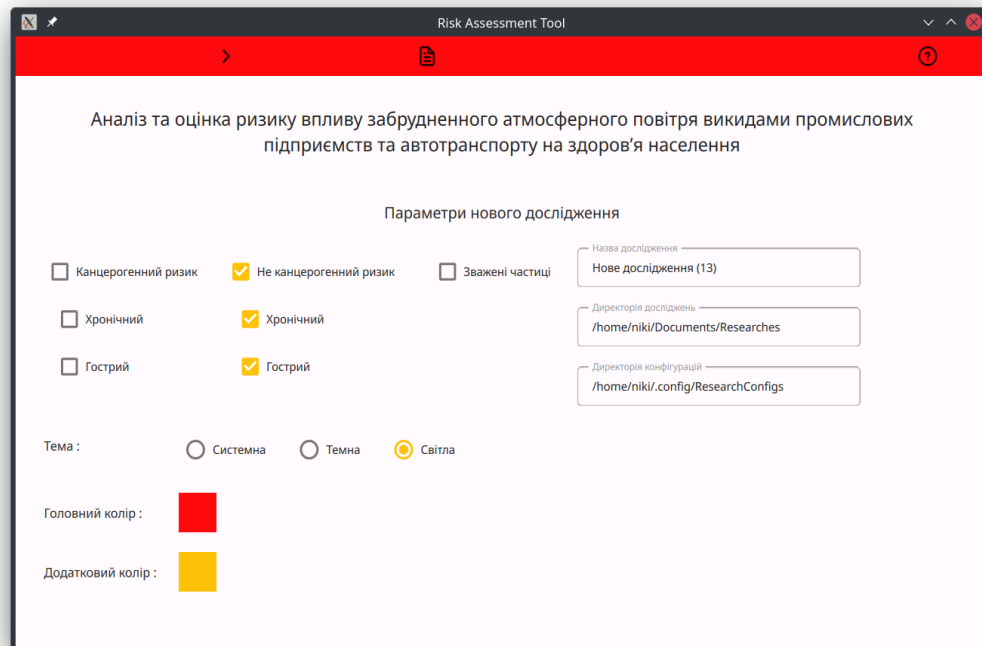 Risk Assessment Tool
Аналіз та оцінка ризику впливу забрудненного атмосферного повітря викидами промислових
підприємств та автотранспорту на здоров’я населення
Параметри нового дослідження
Канцерогенний ризик
Не канцерогенний ризик
Зважені частиці
Хронічний
Хронічний
Гострий
Гострий
Назва дослідження
Нове дослідження (13)
Директорія досліджень
/home/niki/Documents/Researches
Директорія конфігурацій
/home/niki/.config/ResearchConfigs
Тема :
Системна
Темна
Світла
Головний колір :
Додатковий колір :